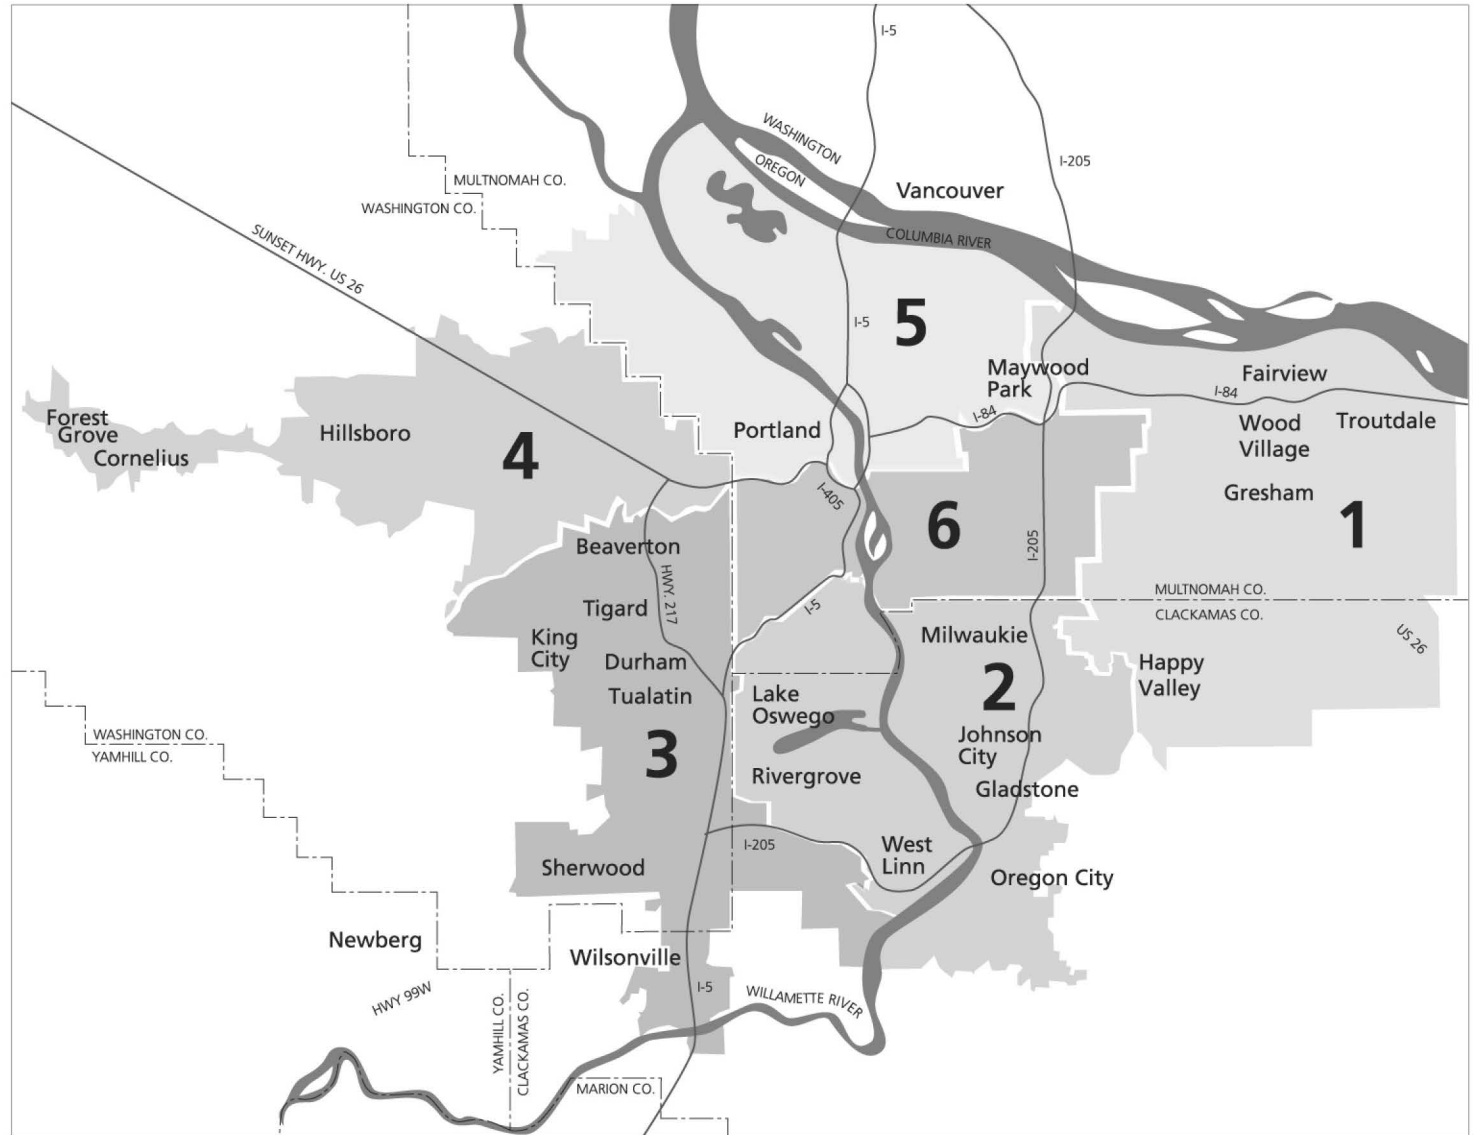 I-5
WASHINGTON
OREGON
I-205
MULTNOMAH CO.
WASHINGTON CO.
Vancouver
COLUMBIA RIVER
SUNSET HWY. US 26
5
I-5
Maywood
Park
I-84
Fairview
I-84
Forest
Grove
Cornelius
Hillsboro
4
Portland
Wood
Village
Troutdale
I-405
Gresham
6
1
I-205
Beaverton
HWY. 217
Tigard
I-5
MULTNOMAH CO.
CLACKAMAS CO.
US 26
King
City
Durham
Tualatin
Milwaukie
2
Happy
Valley
Lake
Oswego
Johnson
City
WASHINGTON CO.
YAMHILL CO.
3
Rivergrove
Gladstone
I-205
West
Linn
Sherwood
Oregon City
Newberg
Wilsonville
HWY 99W
I-5
WILLAMETTE RIVER
YAMHILL CO.
CLACKAMAS CO.
MARION CO.